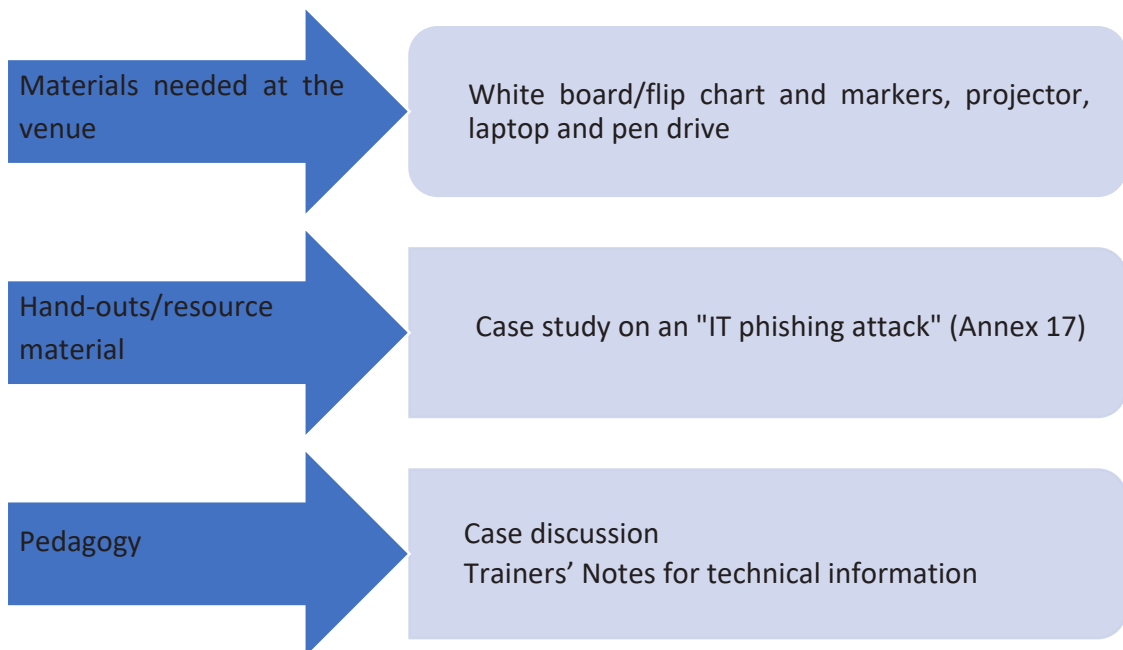 Materials needed at the
venue
White board/flip chart and markers, projector,
laptop and pen drive
Hand-outs/resource
material
Case study on an "IT phishing attack" (Annex 17)
Pedagogy
Case discussion
Trainers’ Notes for technical information